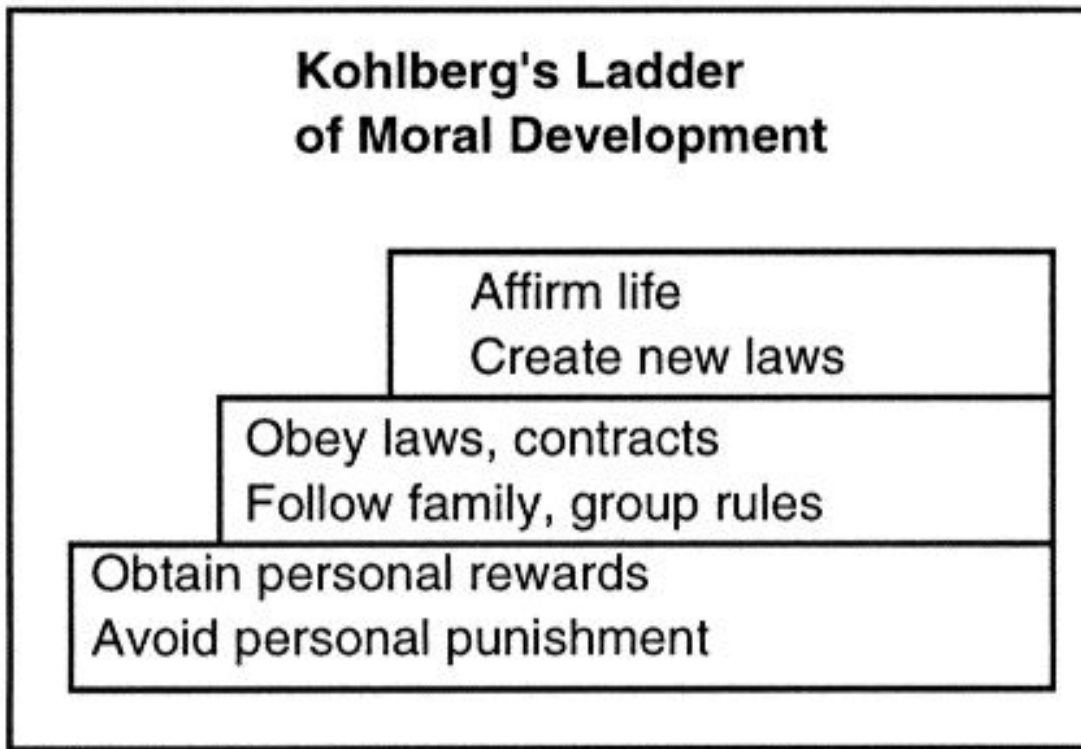 Kohlberg's Ladder
of Moral Development
Affirm life
Create new laws
Obey laws, contracts
Follow family, group rules
Obtain personal rewards
Avoid personal punishment